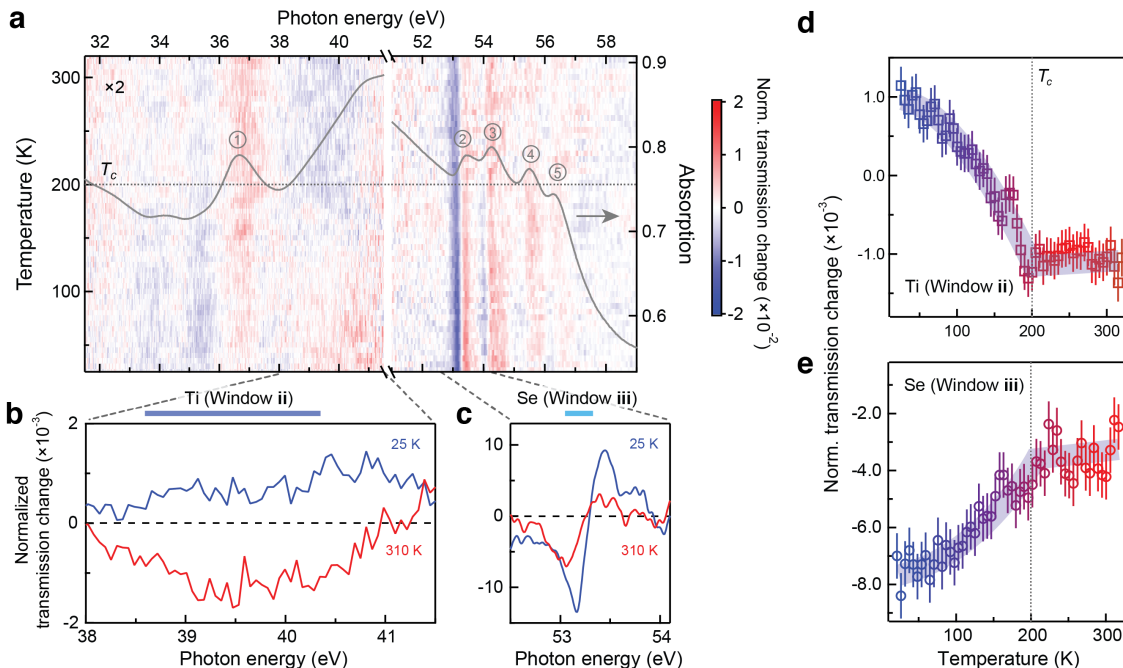 a
Photon energy (eV)
32 34 36 38 40 52 54 56 58
Temperature (K)
300
200
100
×2
Tc
1
2
3
4
5
0.9
0.8
0.7
0.6
Absorption
2
1
0
-1
-2
Norm. transmission change (×10-2)
b
Ti (Window ii)
Normalized
transmission change (×10-3)
2
0
-2
25 K
310 K
38 39 40 41
Photon energy (eV)
c
Se (Window iii)
10
0
-10
25 K
310 K
53 54
Photon energy (eV)
d
Tc
1.0
0.0
-1.0
Ti (Window ii)
100 200 300
Norm. transmission change (×10-3)
e
Se (Window iii)
-2.0
-4.0
-6.0
-8.0
100 200 300
Temperature (K)